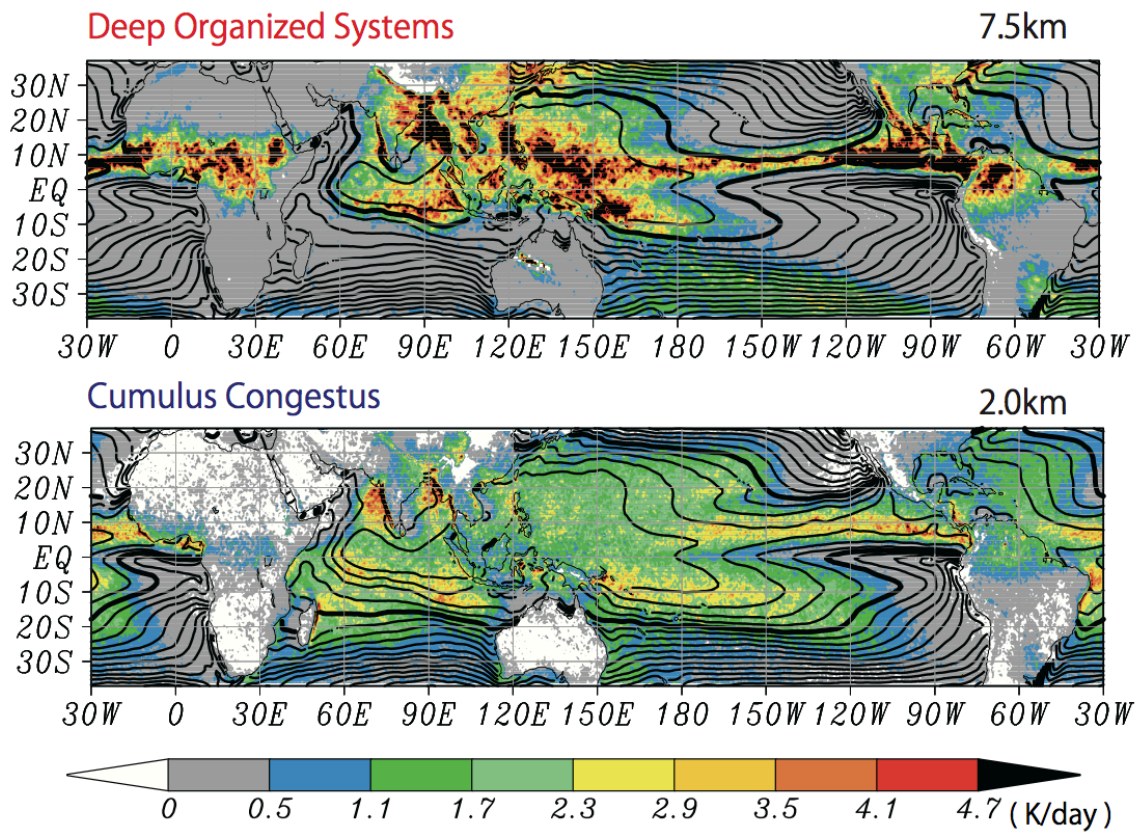 Deep Organized Systems 7.5km
30N
20N
10N
EQ
10S
20S
30S
30W 0 30E 60E 90E 120E 150E 180 150W 120W 90W 60W 30W
Cumulus Congestus 2.0km
30N
20N
10N
EQ
10S
20S
30S
30W 0 30E 60E 90E 120E 150E 180 150W 120W 90W 60W 30W
0 0.5 1.1 1.7 2.3 2.9 3.5 4.1 4.7 ( K/day )